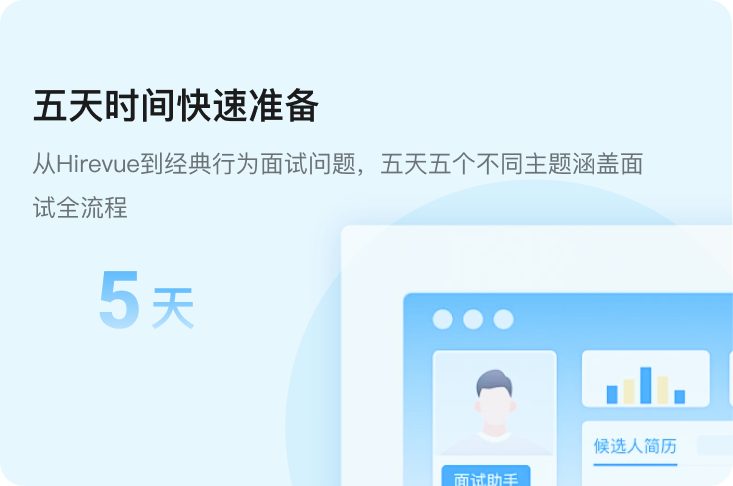 五天时间快速准备
从Hirevue到经典行为面试问题，五天五个不同主题涵盖面
试全流程
5 天
候选人简历
面试助手